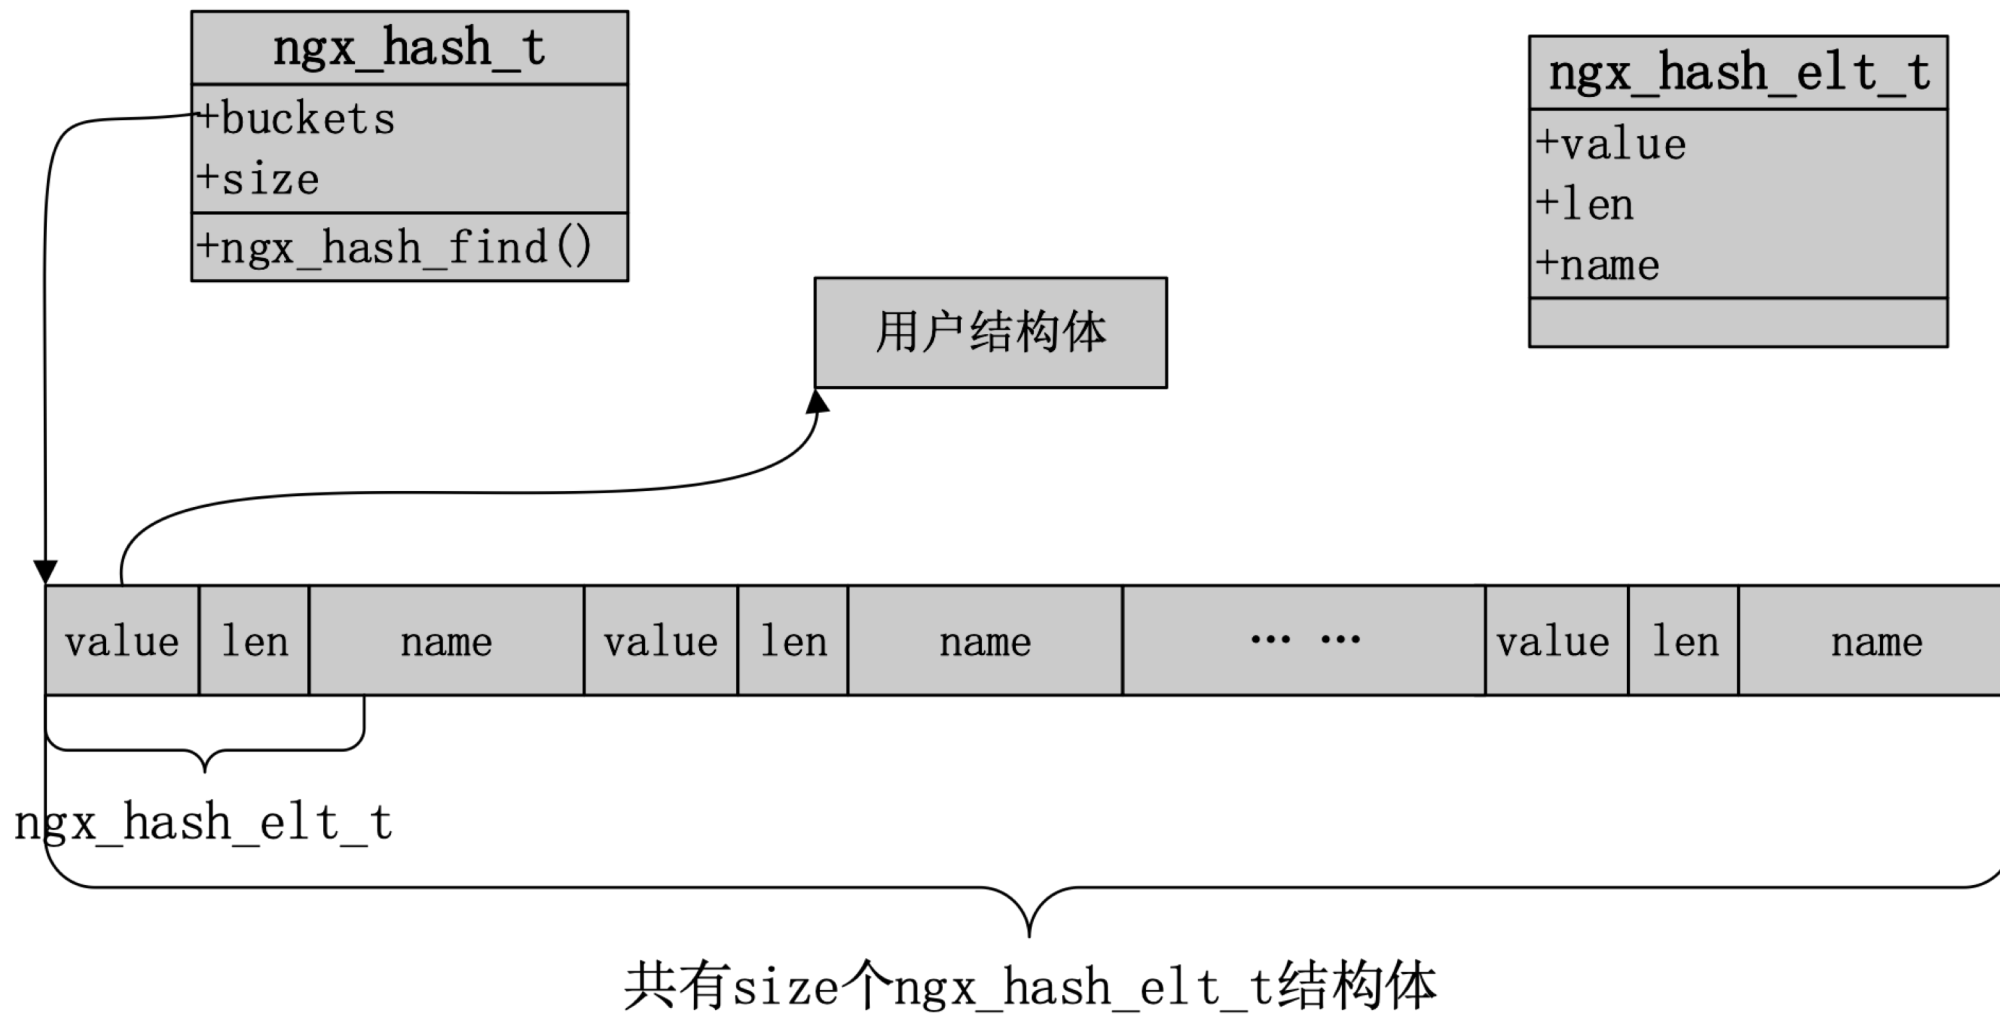 ngx_hash_t
+buckets
+size
+ngx_hash_find()
ngx_hash_elt_t
+value
+len
+name
用户结构体
value len name value len name ... ... value len name
ngx_hash_elt_t
共有size个ngx_hash_elt_t结构体